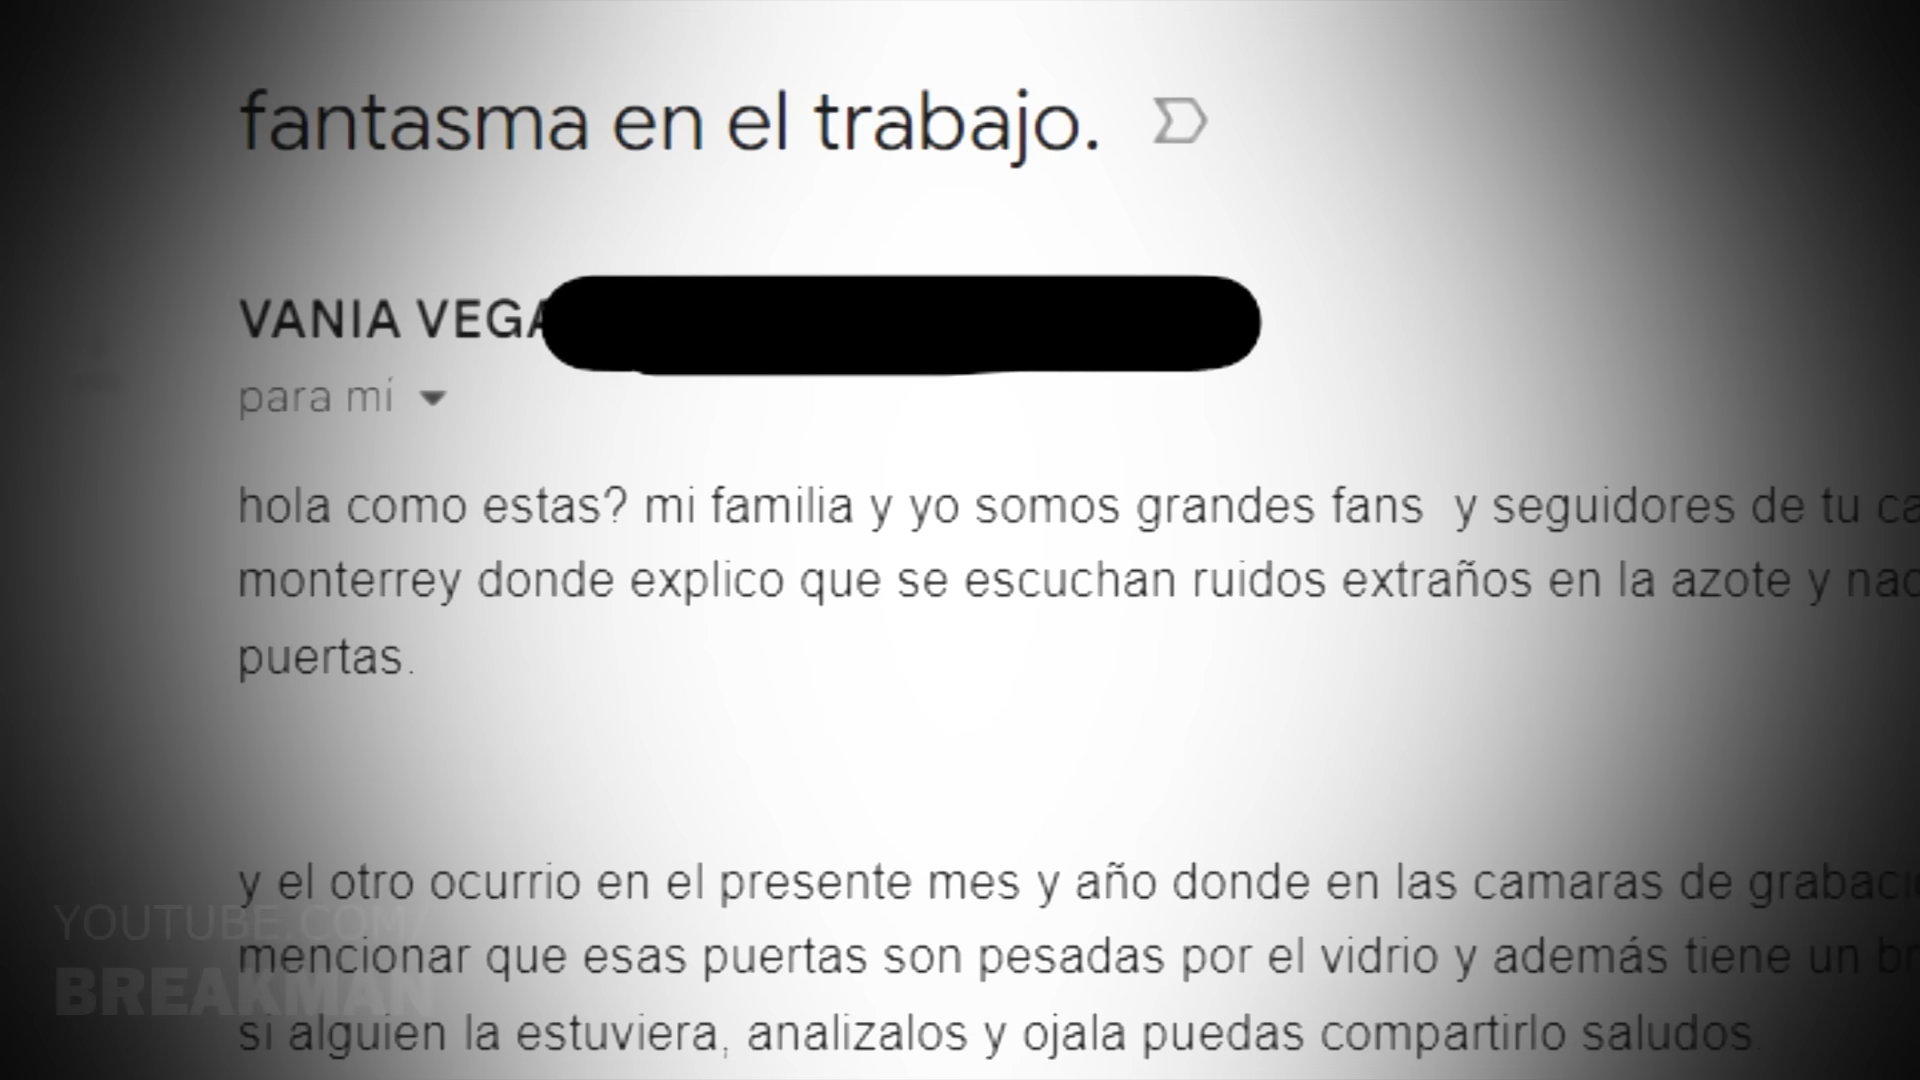 fantasma en el trabajo.
VANIA VEGA
para mí
hola como estas? mi familia y yo somos grandes fans y seguidores de tu
monterrey donde explico que se escuchan ruidos extraños en la azote y
puertas.
y el otro ocurrio en el presente mes y año donde en las camaras de
mencionar que esas puertas son pesadas por el vidrio y además tiene un
si alguien la estuviera, analizalos y ojala puedas compartirlo saludos.
YOUTUBE.COM/
BREAKMAN